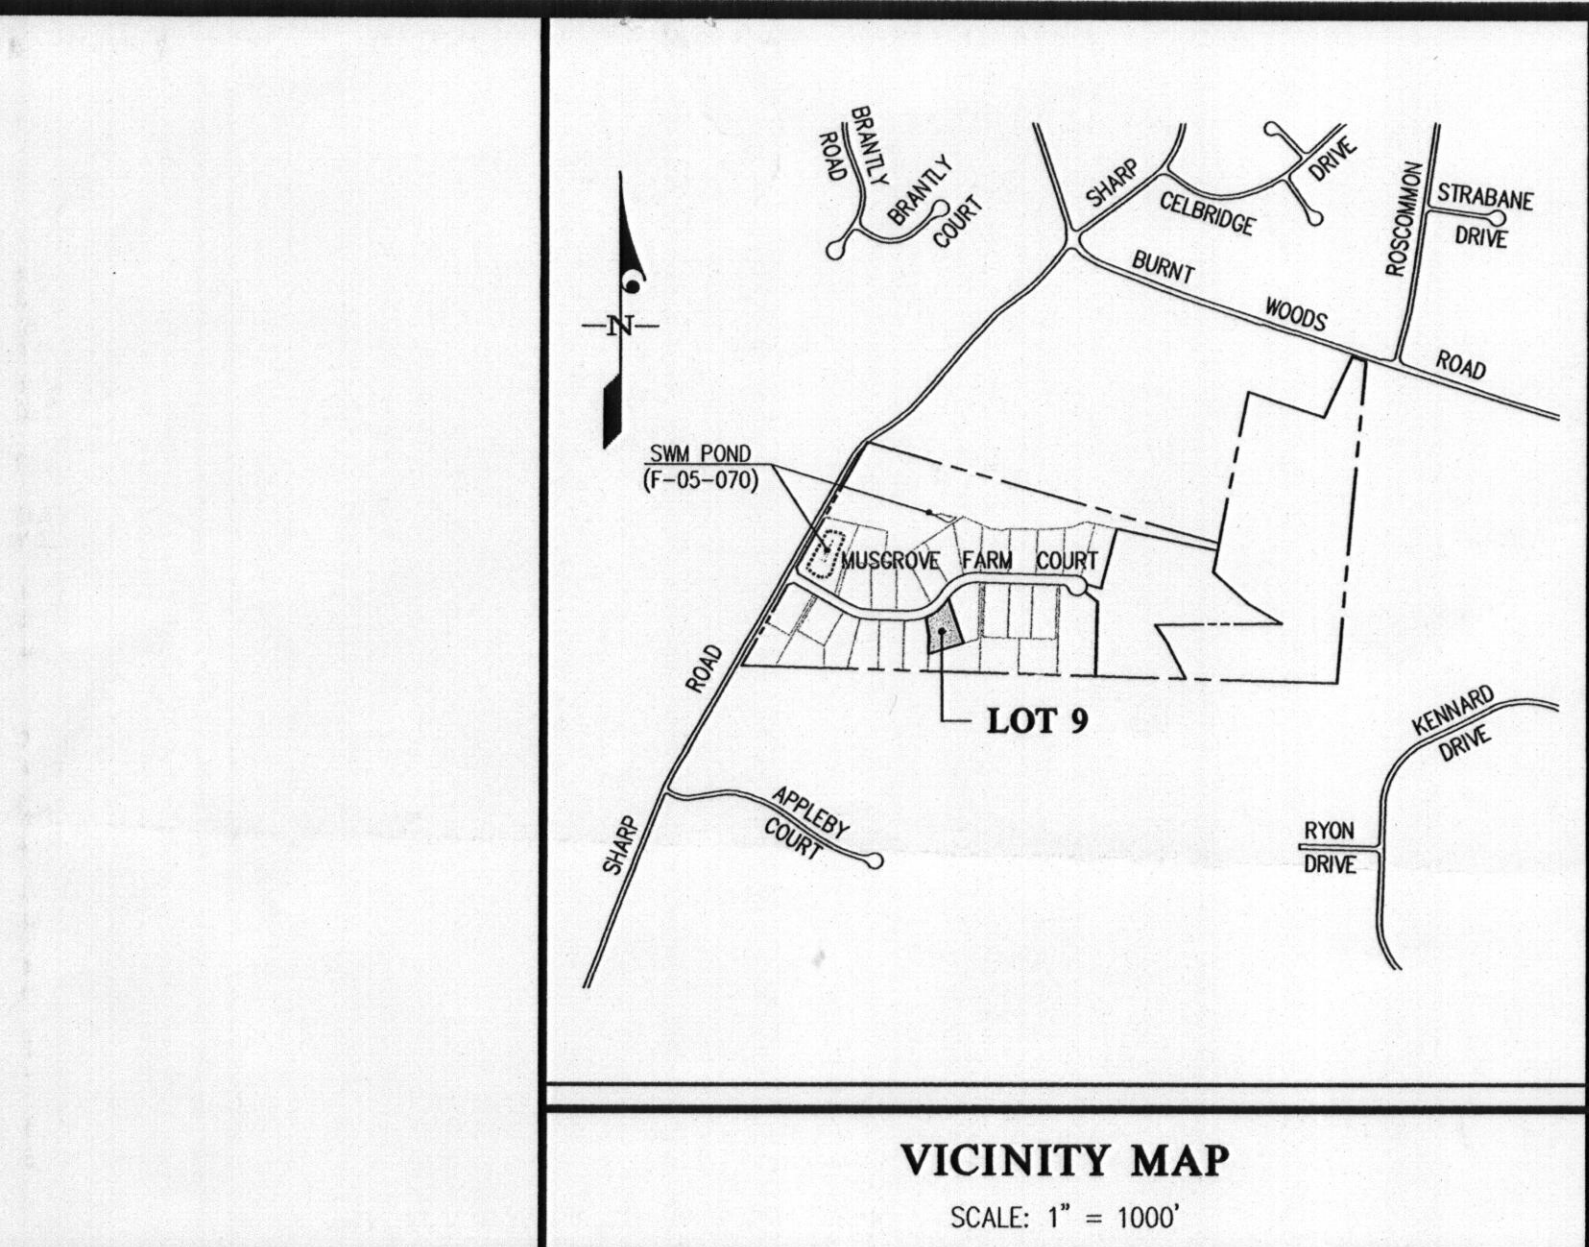 BRANTLY
ROAD
BRANTLY
COURT
SHARP
CELBRIDGE
DRIVE
ROSCOMMON
STRABANE
DRIVE
BURNT
WOODS
ROAD
—N—
SWM POND
(F-05-070)
MUSGROVE FARM COURT
ROAD
LOT 9
KENNARD
DRIVE
APPLEBY
COURT
SHARP
RYON
DRIVE
VICINITY MAP
SCALE: 1" = 1000'